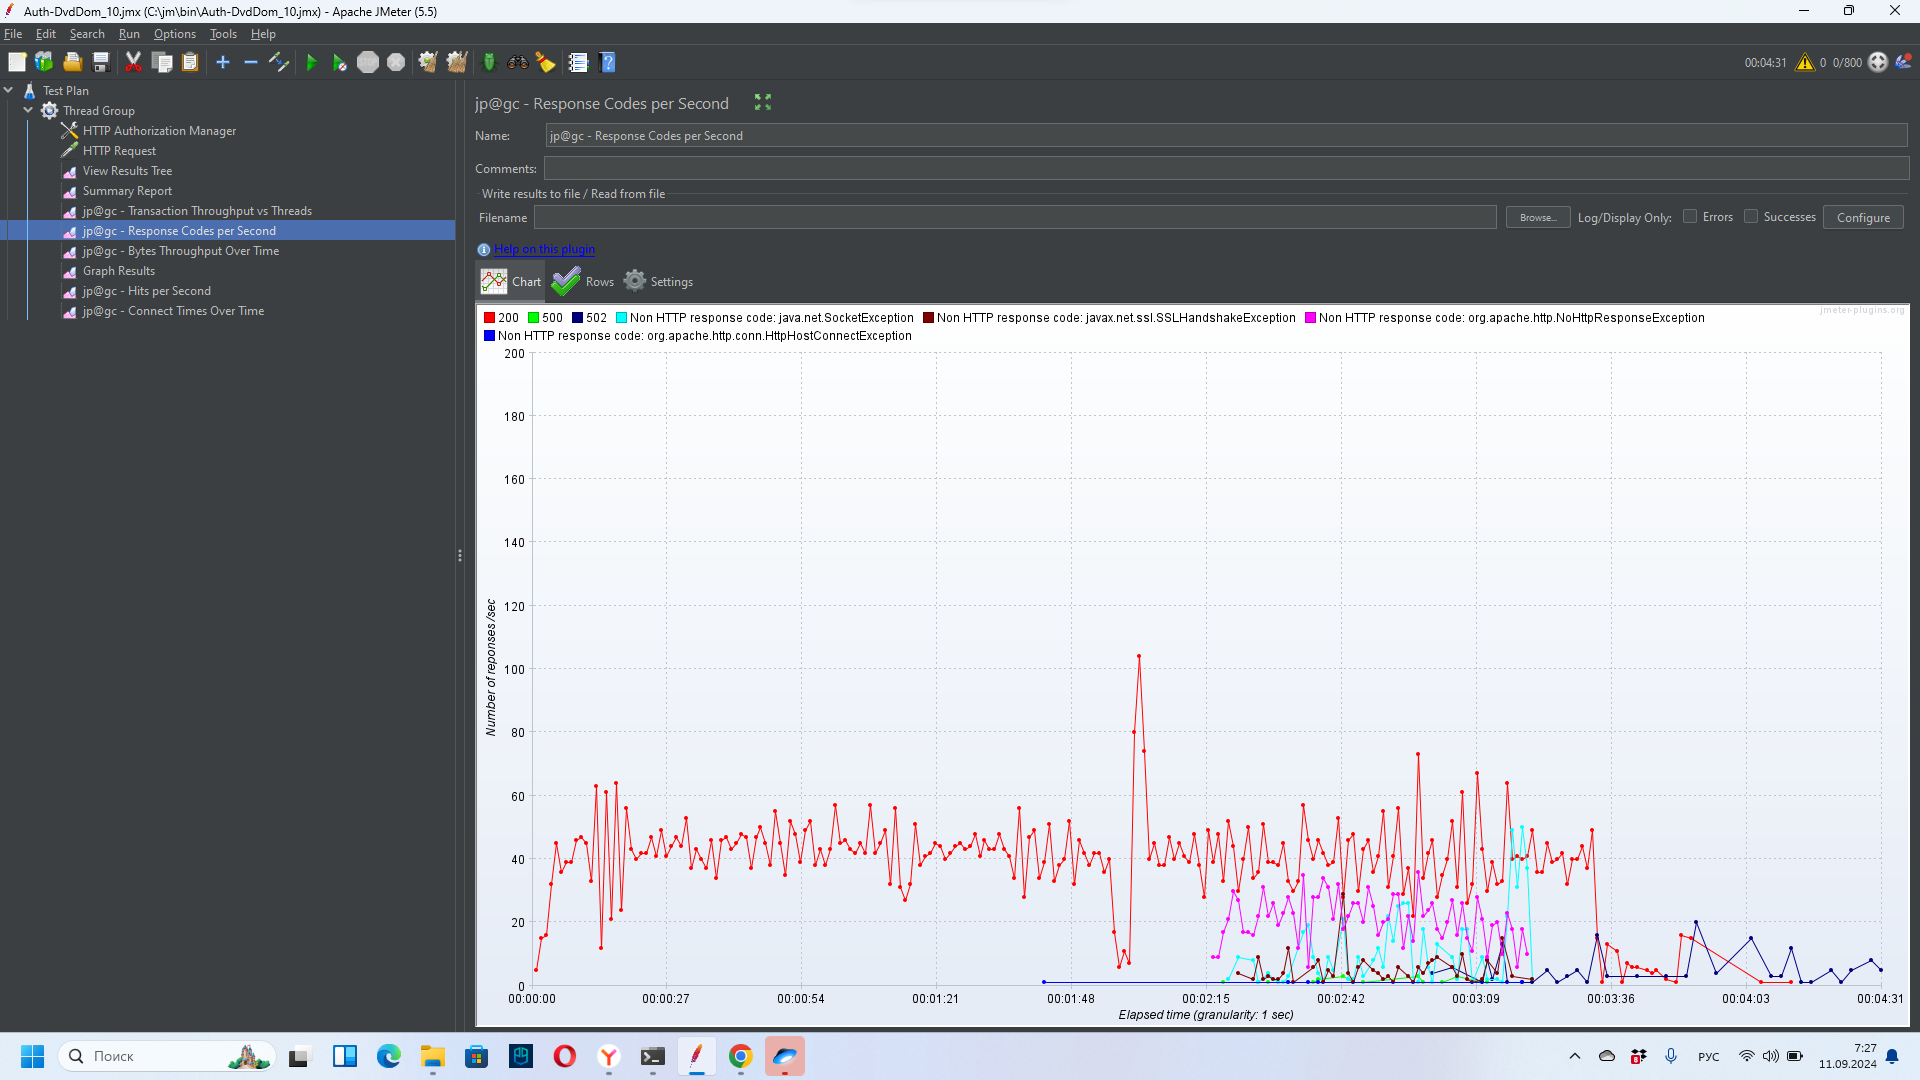 Auth-DvdDom_10.jmx (C:\jm\bin\Auth-DvdDom_10.jmx) - Apache JMeter (5.5)
File Edit Search Run Options Tools Help
00:04:31 0 0/800
Test Plan
Thread Group
HTTP Authorization Manager
HTTP Request
View Results Tree
Summary Report
jp@gc - Transaction Throughput vs Threads
jp@gc - Response Codes per Second
jp@gc - Bytes Throughput Over Time
Graph Results
jp@gc - Hits per Second
jp@gc - Connect Times Over Time
jp@gc - Response Codes per Second
Name: jp@gc - Response Codes per Second
Comments:
Write results to file / Read from file
Filename Browse... Log/Display Only: Errors Successes Configure
Help on this plugin
Chart Rows Settings
jmeter-plugins.org
200 500 502 Non HTTP response code: java.net.SocketException Non HTTP response code: javax.net.ssl.SSLHandshakeException Non HTTP response code: org.apache.http.NoHttpResponseException
Non HTTP response code: org.apache.http.conn.HttpHostConnectException
200
180
160
140
120
100
80
60
40
20
0
Number of reponses /sec
00:00:00 00:00:27 00:00:54 00:01:21 00:01:48 00:02:15 00:02:42 00:03:09 00:03:36 00:04:03 00:04:31
Elapsed time (granularity: 1 sec)
Поиск
РУС
7:27
11.09.2024